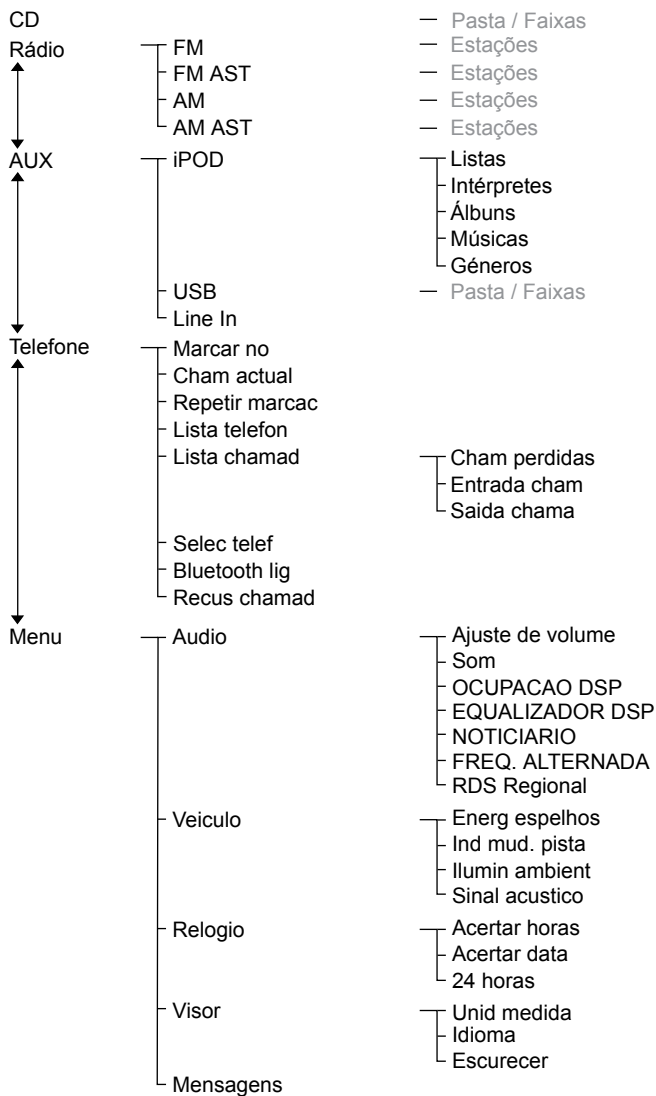 CD — Pasta / Faixas
Rádio FM — Estações
FM AST — Estações
AM — Estações
AM AST — Estações
AUX iPOD Listas
Intérpretes
Álbuns
Músicas
Géneros
USB — Pasta / Faixas
Line In
Telefone Marcar no
Cham actual
Repetir marcac
Lista telefon
Lista chamad Cham perdidas
Entrada cham
Saida chama
Selec telef
Bluetooth lig
Recus chamad
Menu Audio Ajuste de volume
Som
OCUPACAO DSP
EQUALIZADOR DSP
NOTICIARIO
FREQ. ALTERNADA
RDS Regional
Veiculo Energ espelhos
Ind mud. pista
Ilumin ambient
Sinal acustico
Relogio Acertar horas
Acertar data
24 horas
Visor Unid medida
Idioma
Escurecer
Mensagens